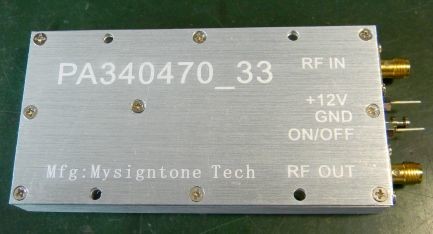 PA340470_33
RF IN
+12V
GND
ON/OFF
Mfg:Mysigntone Tech
RF OUT